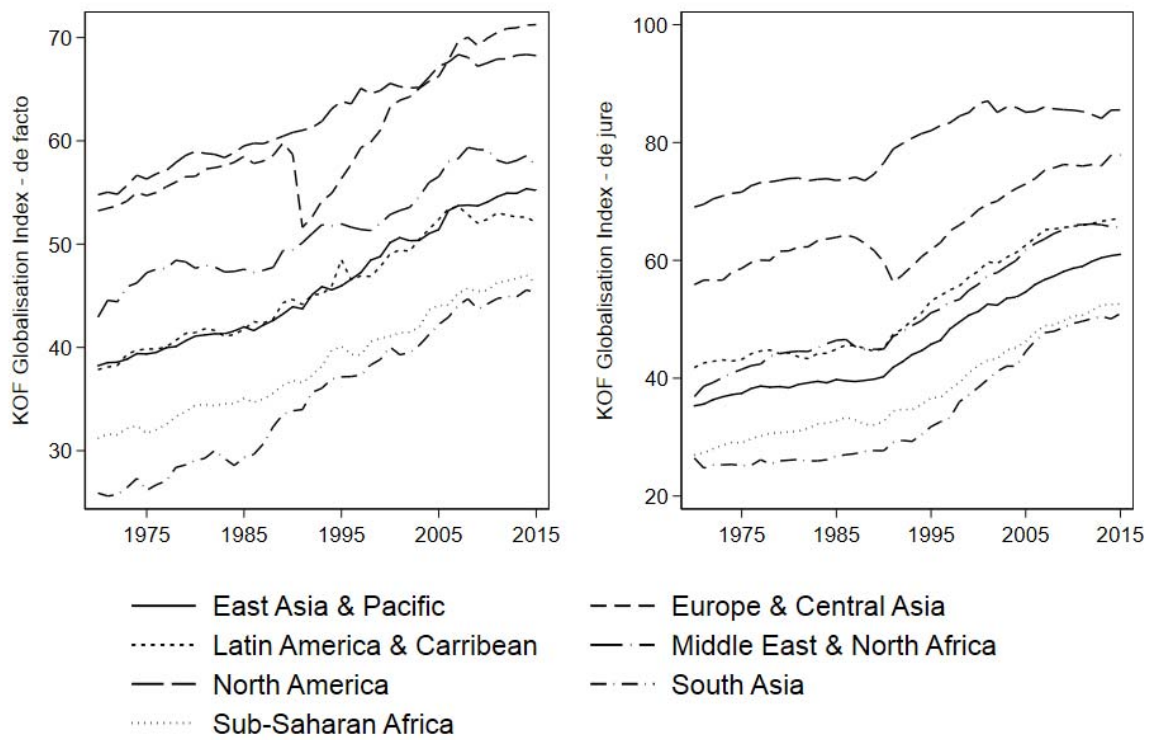 KOF Globalisation Index - de facto
70
60
50
40
30
1975 1985 1995 2005 2015
KOF Globalisation Index - de jure
100
80
60
40
20
1975 1985 1995 2005 2015
East Asia & Pacific
Europe & Central Asia
Latin America & Carribean
Middle East & North Africa
North America
South Asia
Sub-Saharan Africa